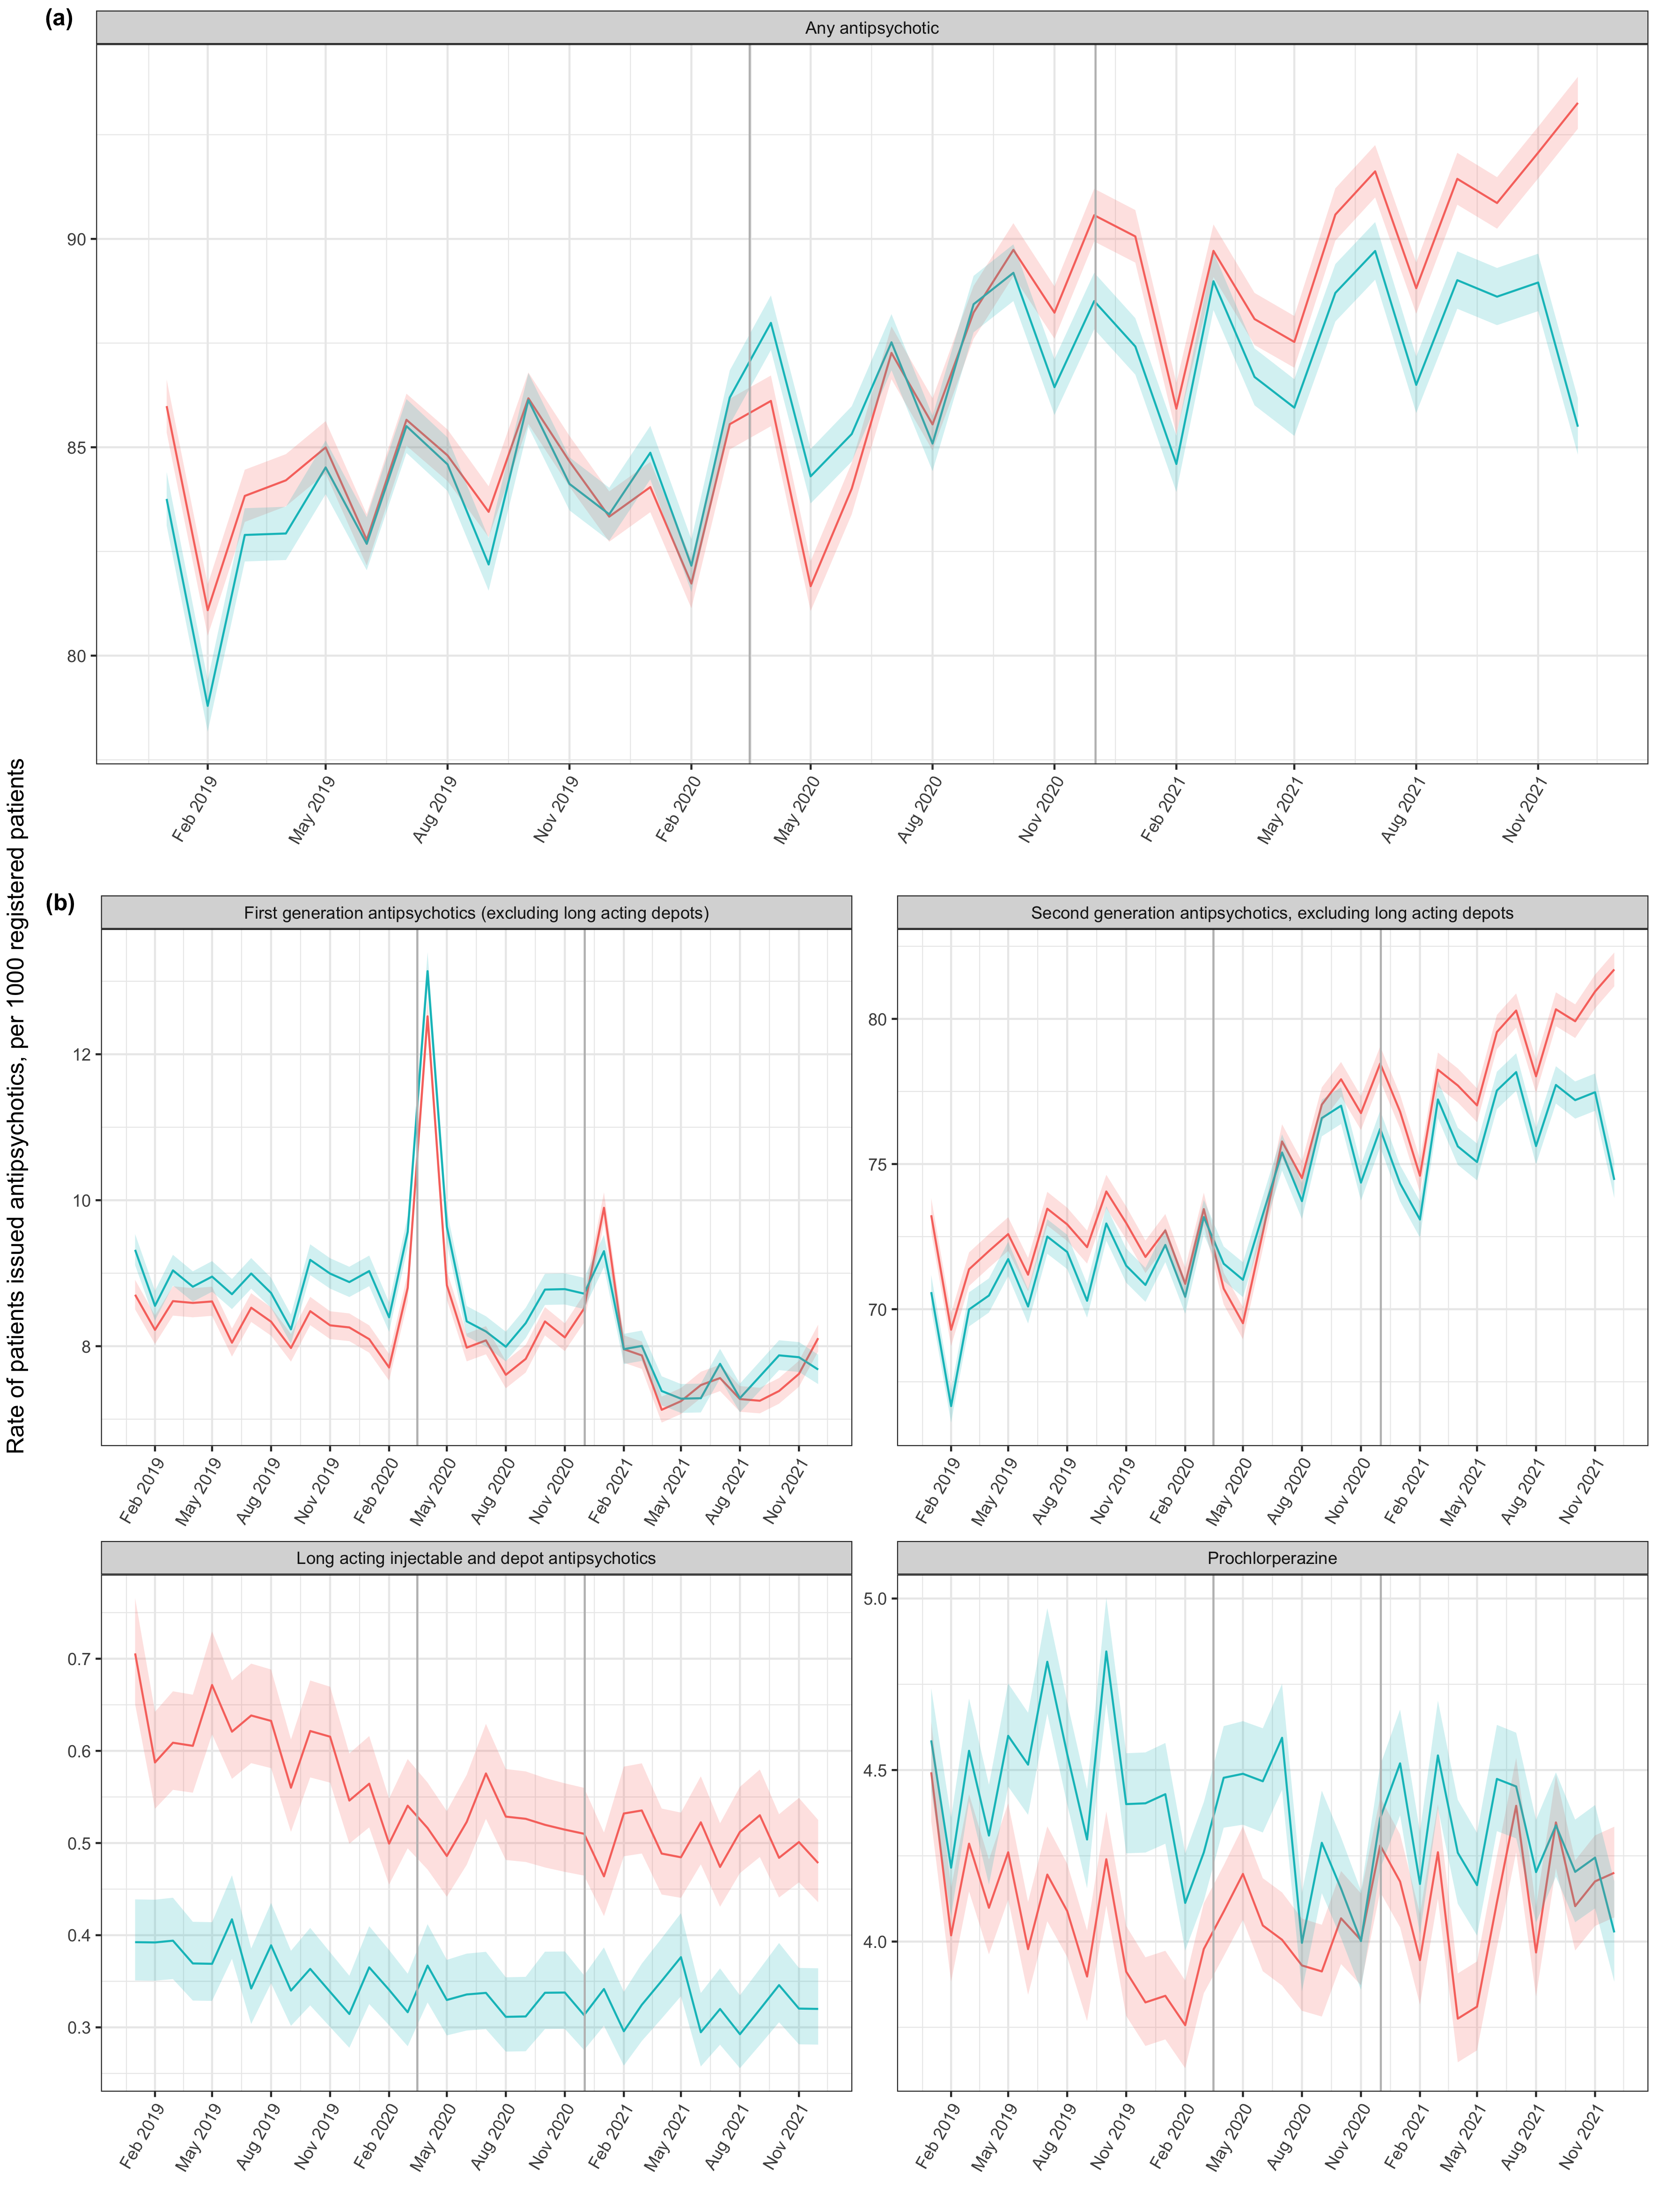 (a)
Any antipsychotic
90
85
80
Feb 2019
May 2019
Aug 2019
Nov 2019
Feb 2020
May 2020
Aug 2020
Nov 2020
Feb 2021
May 2021
Aug 2021
Nov 2021
Rate of patients issued antipsychotics, per 1000 registered patients
(b)
First generation antipsychotics (excluding long acting depots)
12
10
8
Feb 2019
May 2019
Aug 2019
Nov 2019
Feb 2020
May 2020
Aug 2020
Nov 2020
Feb 2021
May 2021
Aug 2021
Nov 2021
Second generation antipsychotics, excluding long acting depots
80
75
70
Feb 2019
May 2019
Aug 2019
Nov 2019
Feb 2020
May 2020
Aug 2020
Nov 2020
Feb 2021
May 2021
Aug 2021
Nov 2021
Long acting injectable and depot antipsychotics
0.7
0.6
0.5
0.4
0.3
Feb 2019
May 2019
Aug 2019
Nov 2019
Feb 2020
May 2020
Aug 2020
Nov 2020
Feb 2021
May 2021
Aug 2021
Nov 2021
Prochlorperazine
5.0
4.5
4.0
Feb 2019
May 2019
Aug 2019
Nov 2019
Feb 2020
May 2020
Aug 2020
Nov 2020
Feb 2021
May 2021
Aug 2021
Nov 2021